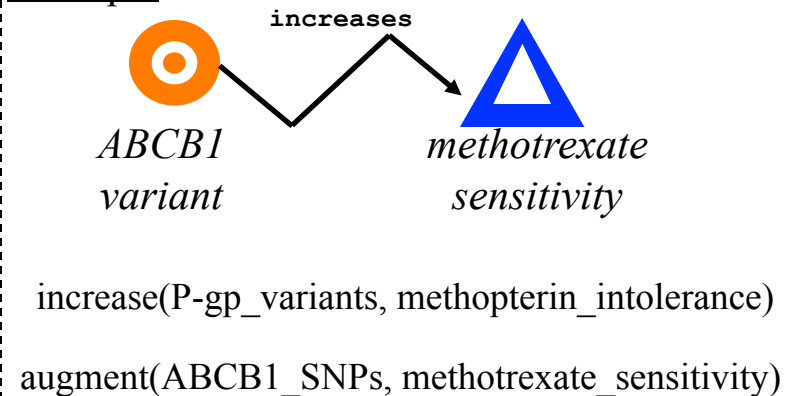 increases
ABCB1
variant
methotrexate
sensitivity
increase(P-gp_variants, methopterin_intolerance)
augment(ABCB1_SNPs, methotrexate_sensitivity)